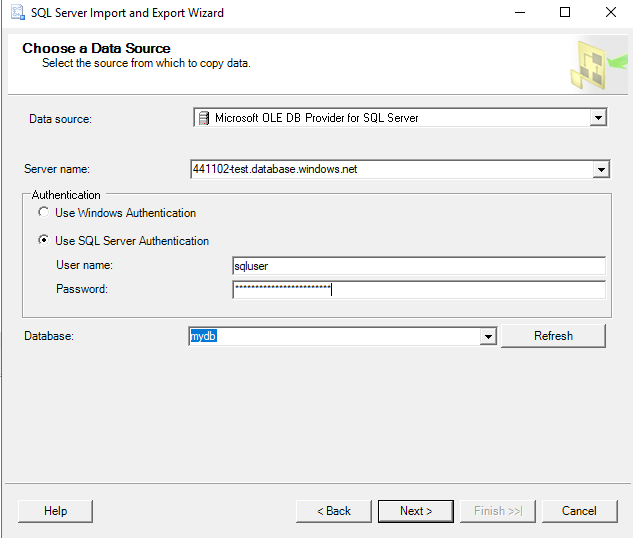 SQL Server Import and Export Wizard
Choose a Data Source
Select the source from which to copy data.
Data source: Microsoft OLE DB Provider for SQL Server
Server name: 441102-test.database.windows.net
Authentication
Use Windows Authentication
Use SQL Server Authentication
User name: sqluser
Password: ************************
Database: mydb Refresh
Help < Back Next > Finish >>| Cancel